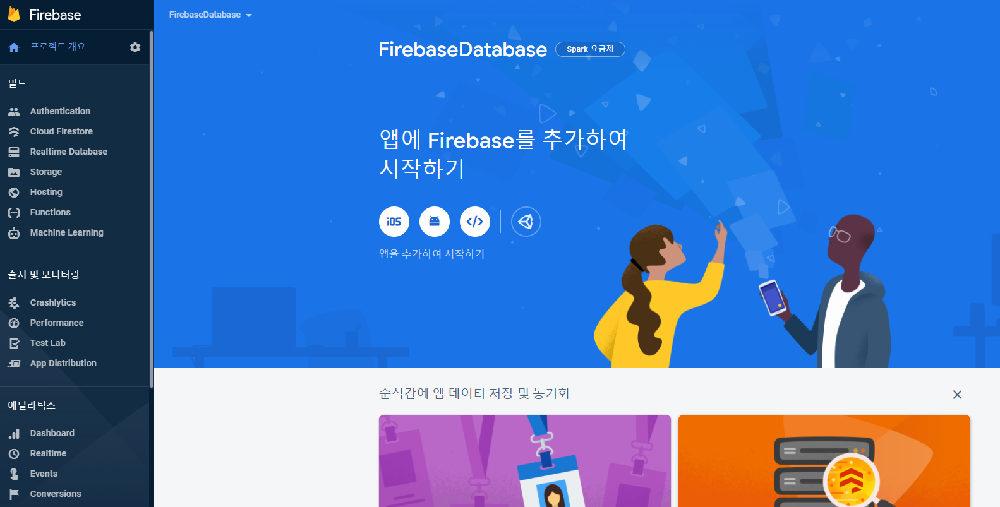 Firebase
프로젝트 개요
빌드
Authentication
Cloud Firestore
Realtime Database
Storage
Hosting
Functions
Machine Learning
출시 및 모니터링
Crashlytics
Performance
Test Lab
App Distribution
애널리틱스
Dashboard
Realtime
Events
Conversions
FirebaseDatabase
FirebaseDatabase
Spark 요금제
앱에 Firebase를 추가하여
시작하기
iOS
앱을 추가하여 시작하기
순식간에 앱 데이터 저장 및 동기화